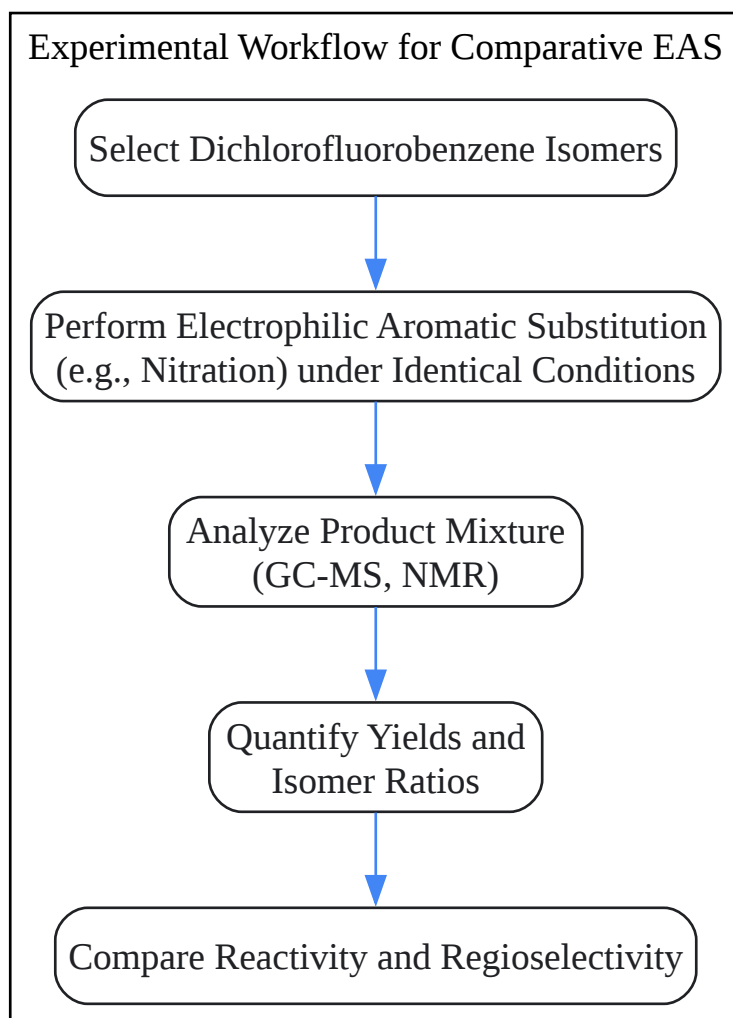 Experimental Workflow for Comparative EAS
Select Dichlorofluorobenzene Isomers
Perform Electrophilic Aromatic Substitution
(e.g., Nitration) under Identical Conditions
Analyze Product Mixture
(GC-MS, NMR)
Quantify Yields and
Isomer Ratios
Compare Reactivity and Regioselectivity